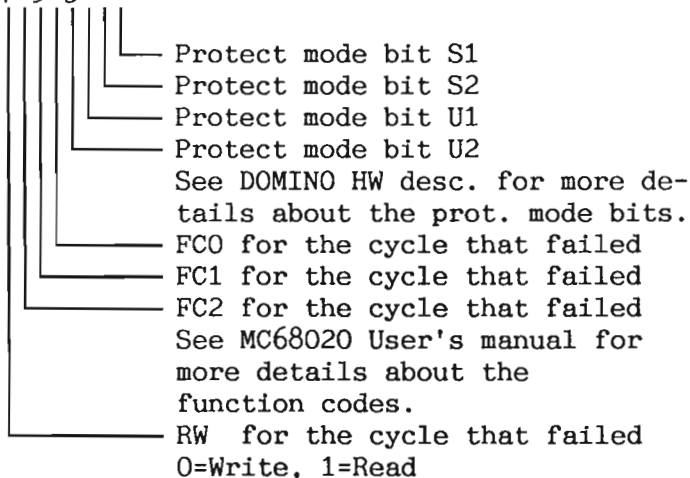 Protect mode bit S1
Protect mode bit S2
Protect mode bit U1
Protect mode bit U2
See DOMINO HW desc. for more de-
tails about the prot. mode bits.
FC0 for the cycle that failed
FC1 for the cycle that failed
FC2 for the cycle that failed
See MC68020 User's manual for
more details about the
function codes.
RW for the cycle that failed
0=Write, 1=Read